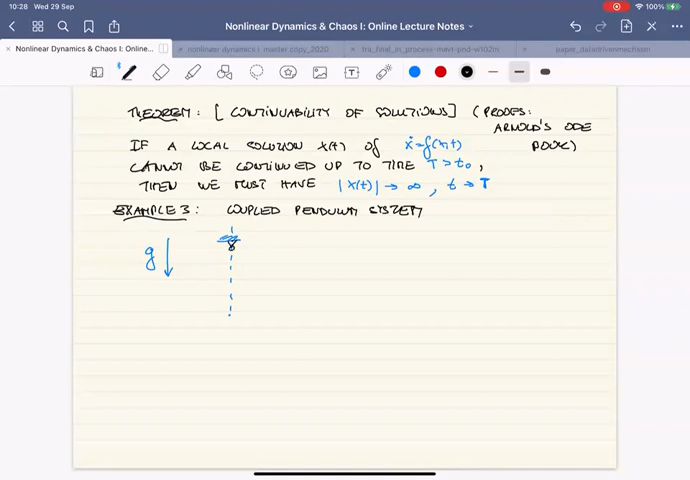 10:28 Wed 29 Sep
100%
Nonlinear Dynamics & Chaos I: Online Lecture Notes
Nonlinear Dynamics & Chaos I: Online...
nonlinear dynamics I master copy_2020
THEOREM: [CONTINUABILITY OF SOLUTIONS] (PROOFS:
ARNOLD'S ODE
BOOK)
IF A LOCAL SOLUTION X(t) OF ẋ=f(x,t)
CANNOT BE CONTINUED UP TO TIME T>t₀,
THEN WE MUST HAVE |X(t)| → ∞, t → T
EXAMPLE 3: COUPLED PENDULUM SYSTEM
g